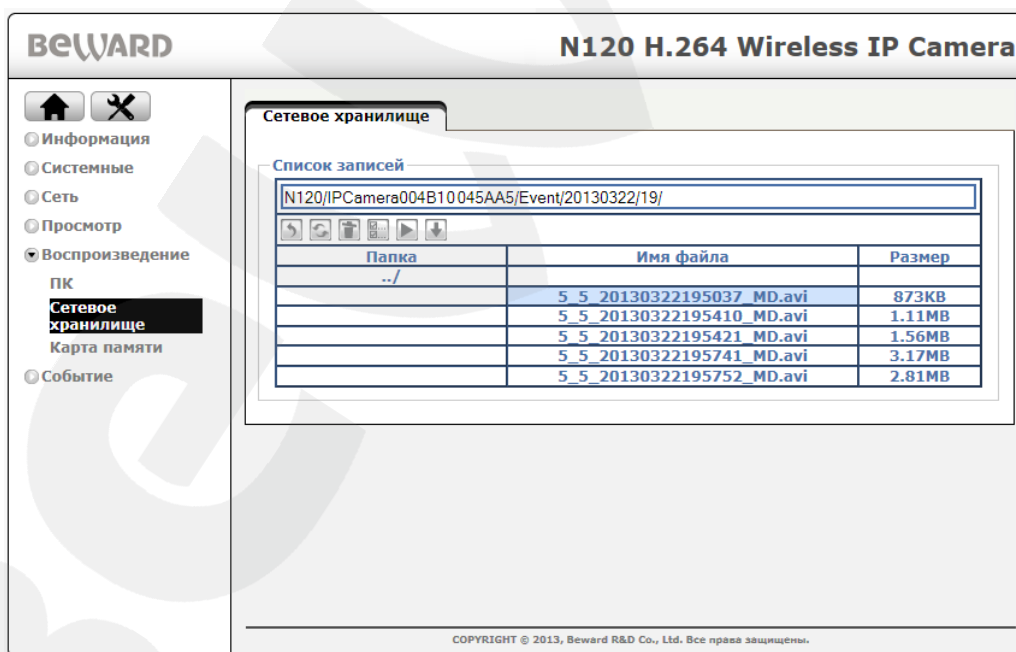 BEWARD
N120 H.264 Wireless IP Camera
Информация
Системные
Сеть
Просмотр
Воспроизведение
ПК
Сетевое
хранилище
Карта памяти
Событие
Сетевое хранилище
Список записей
N120/IPCamera004B10045AA5/Event/20130322/19/
Папка Имя файла Размер
../
5_5_20130322195037_MD.avi 873KB
5_5_20130322195410_MD.avi 1.11MB
5_5_20130322195421_MD.avi 1.56MB
5_5_20130322195741_MD.avi 3.17MB
5_5_20130322195752_MD.avi 2.81MB
COPYRIGHT © 2013, Beward R&D Co., Ltd. Все права защищены.